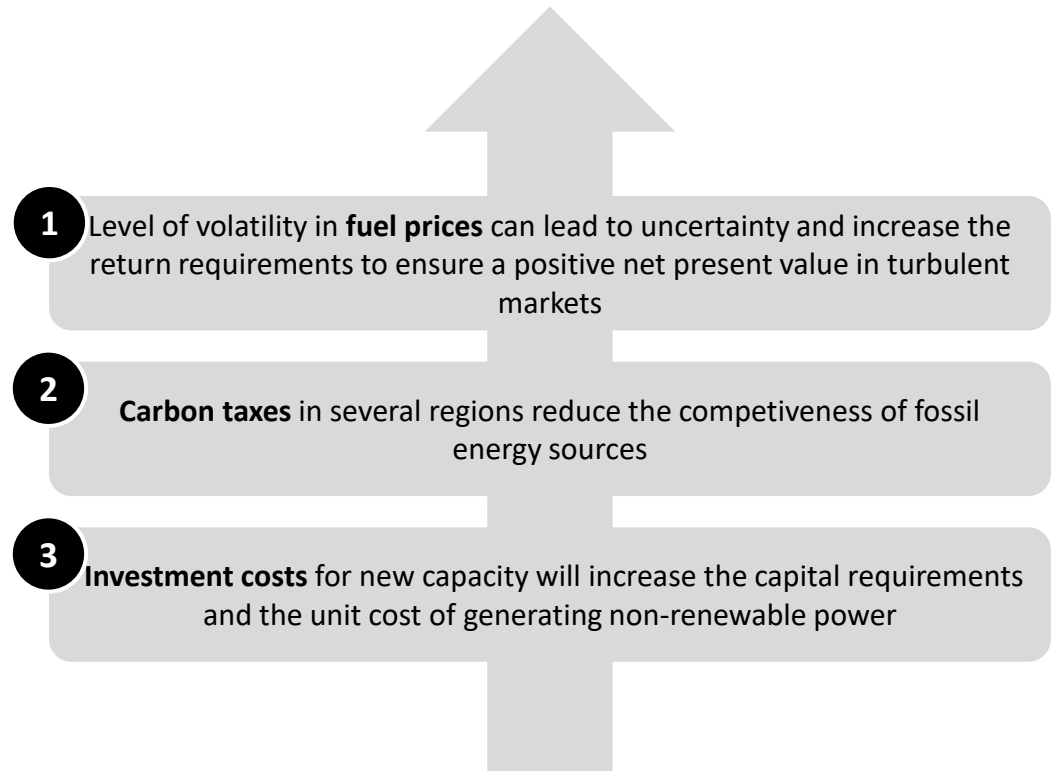 1
Level of volatility in fuel prices can lead to uncertainty and increase the
return requirements to ensure a positive net present value in turbulent
markets
2
Carbon taxes in several regions reduce the competiveness of fossil
energy sources
3
Investment costs for new capacity will increase the capital requirements
and the unit cost of generating non-renewable power